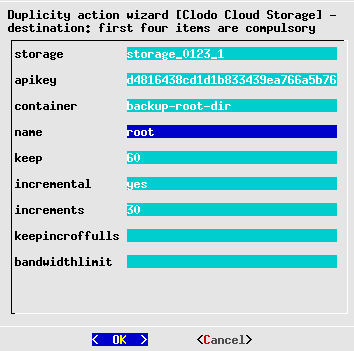 Duplicity action wizard [Clodo Cloud Storage] -
destination: first four items are compulsory
storage storage_0123_1
apikey d4816438cd1d1b833439ea766a5b76
container backup-root-dir
name root
keep 60
incremental yes
increments 30
keepincroffulls
bandwidthlimit
< OK > <Cancel>